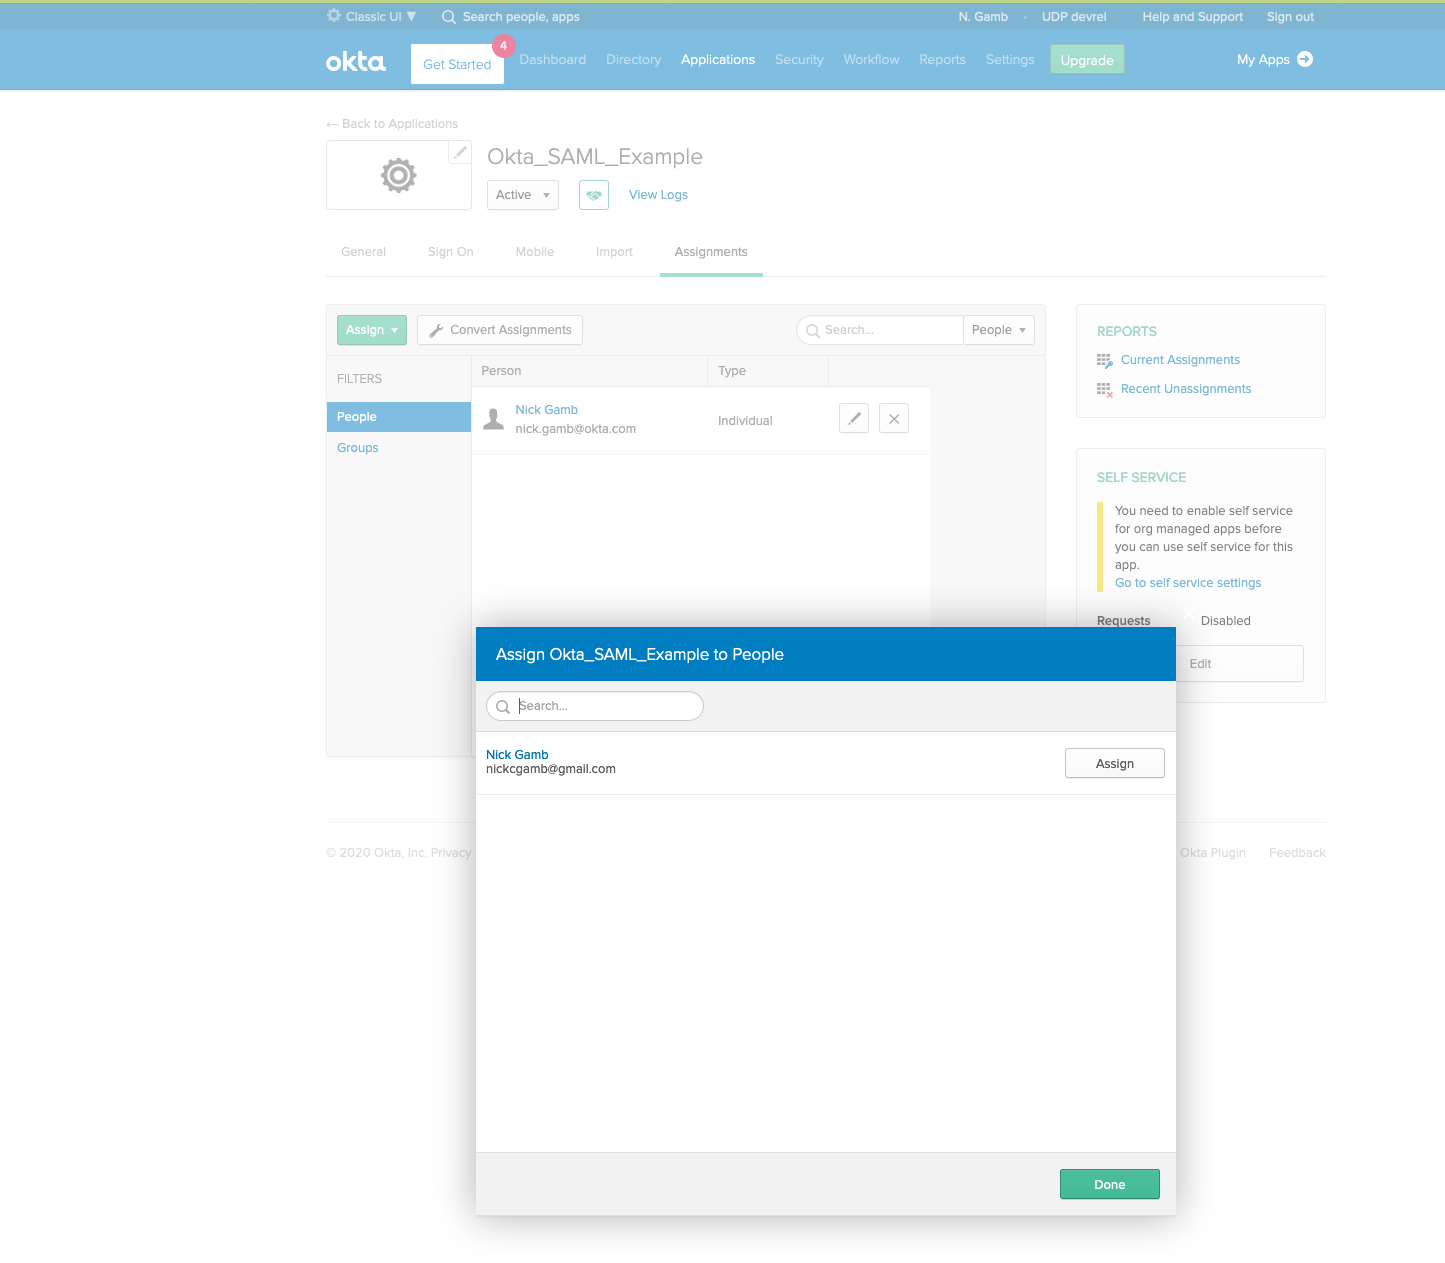 Classic UI ▼
Search people, apps
N. Gamb · UDP devrel
Help and Support
Sign out
okta
Get Started
4
Dashboard
Directory
Applications
Security
Workflow
Reports
Settings
Upgrade
My Apps
← Back to Applications
Okta_SAML_Example
Active
View Logs
General
Sign On
Mobile
Import
Assignments
Assign
Convert Assignments
Search...
People
FILTERS
People
Groups
Person
Type
Nick Gamb
nick.gamb@okta.com
Individual
REPORTS
Current Assignments
Recent Unassignments
SELF SERVICE
You need to enable self service
for org managed apps before
you can use self service for this
app.
Go to self service settings
Requests
Disabled
Edit
Assign Okta_SAML_Example to People
Search...
Nick Gamb
nickcgamb@gmail.com
Assign
© 2020 Okta, Inc. Privacy
Okta Plugin
Feedback
Done